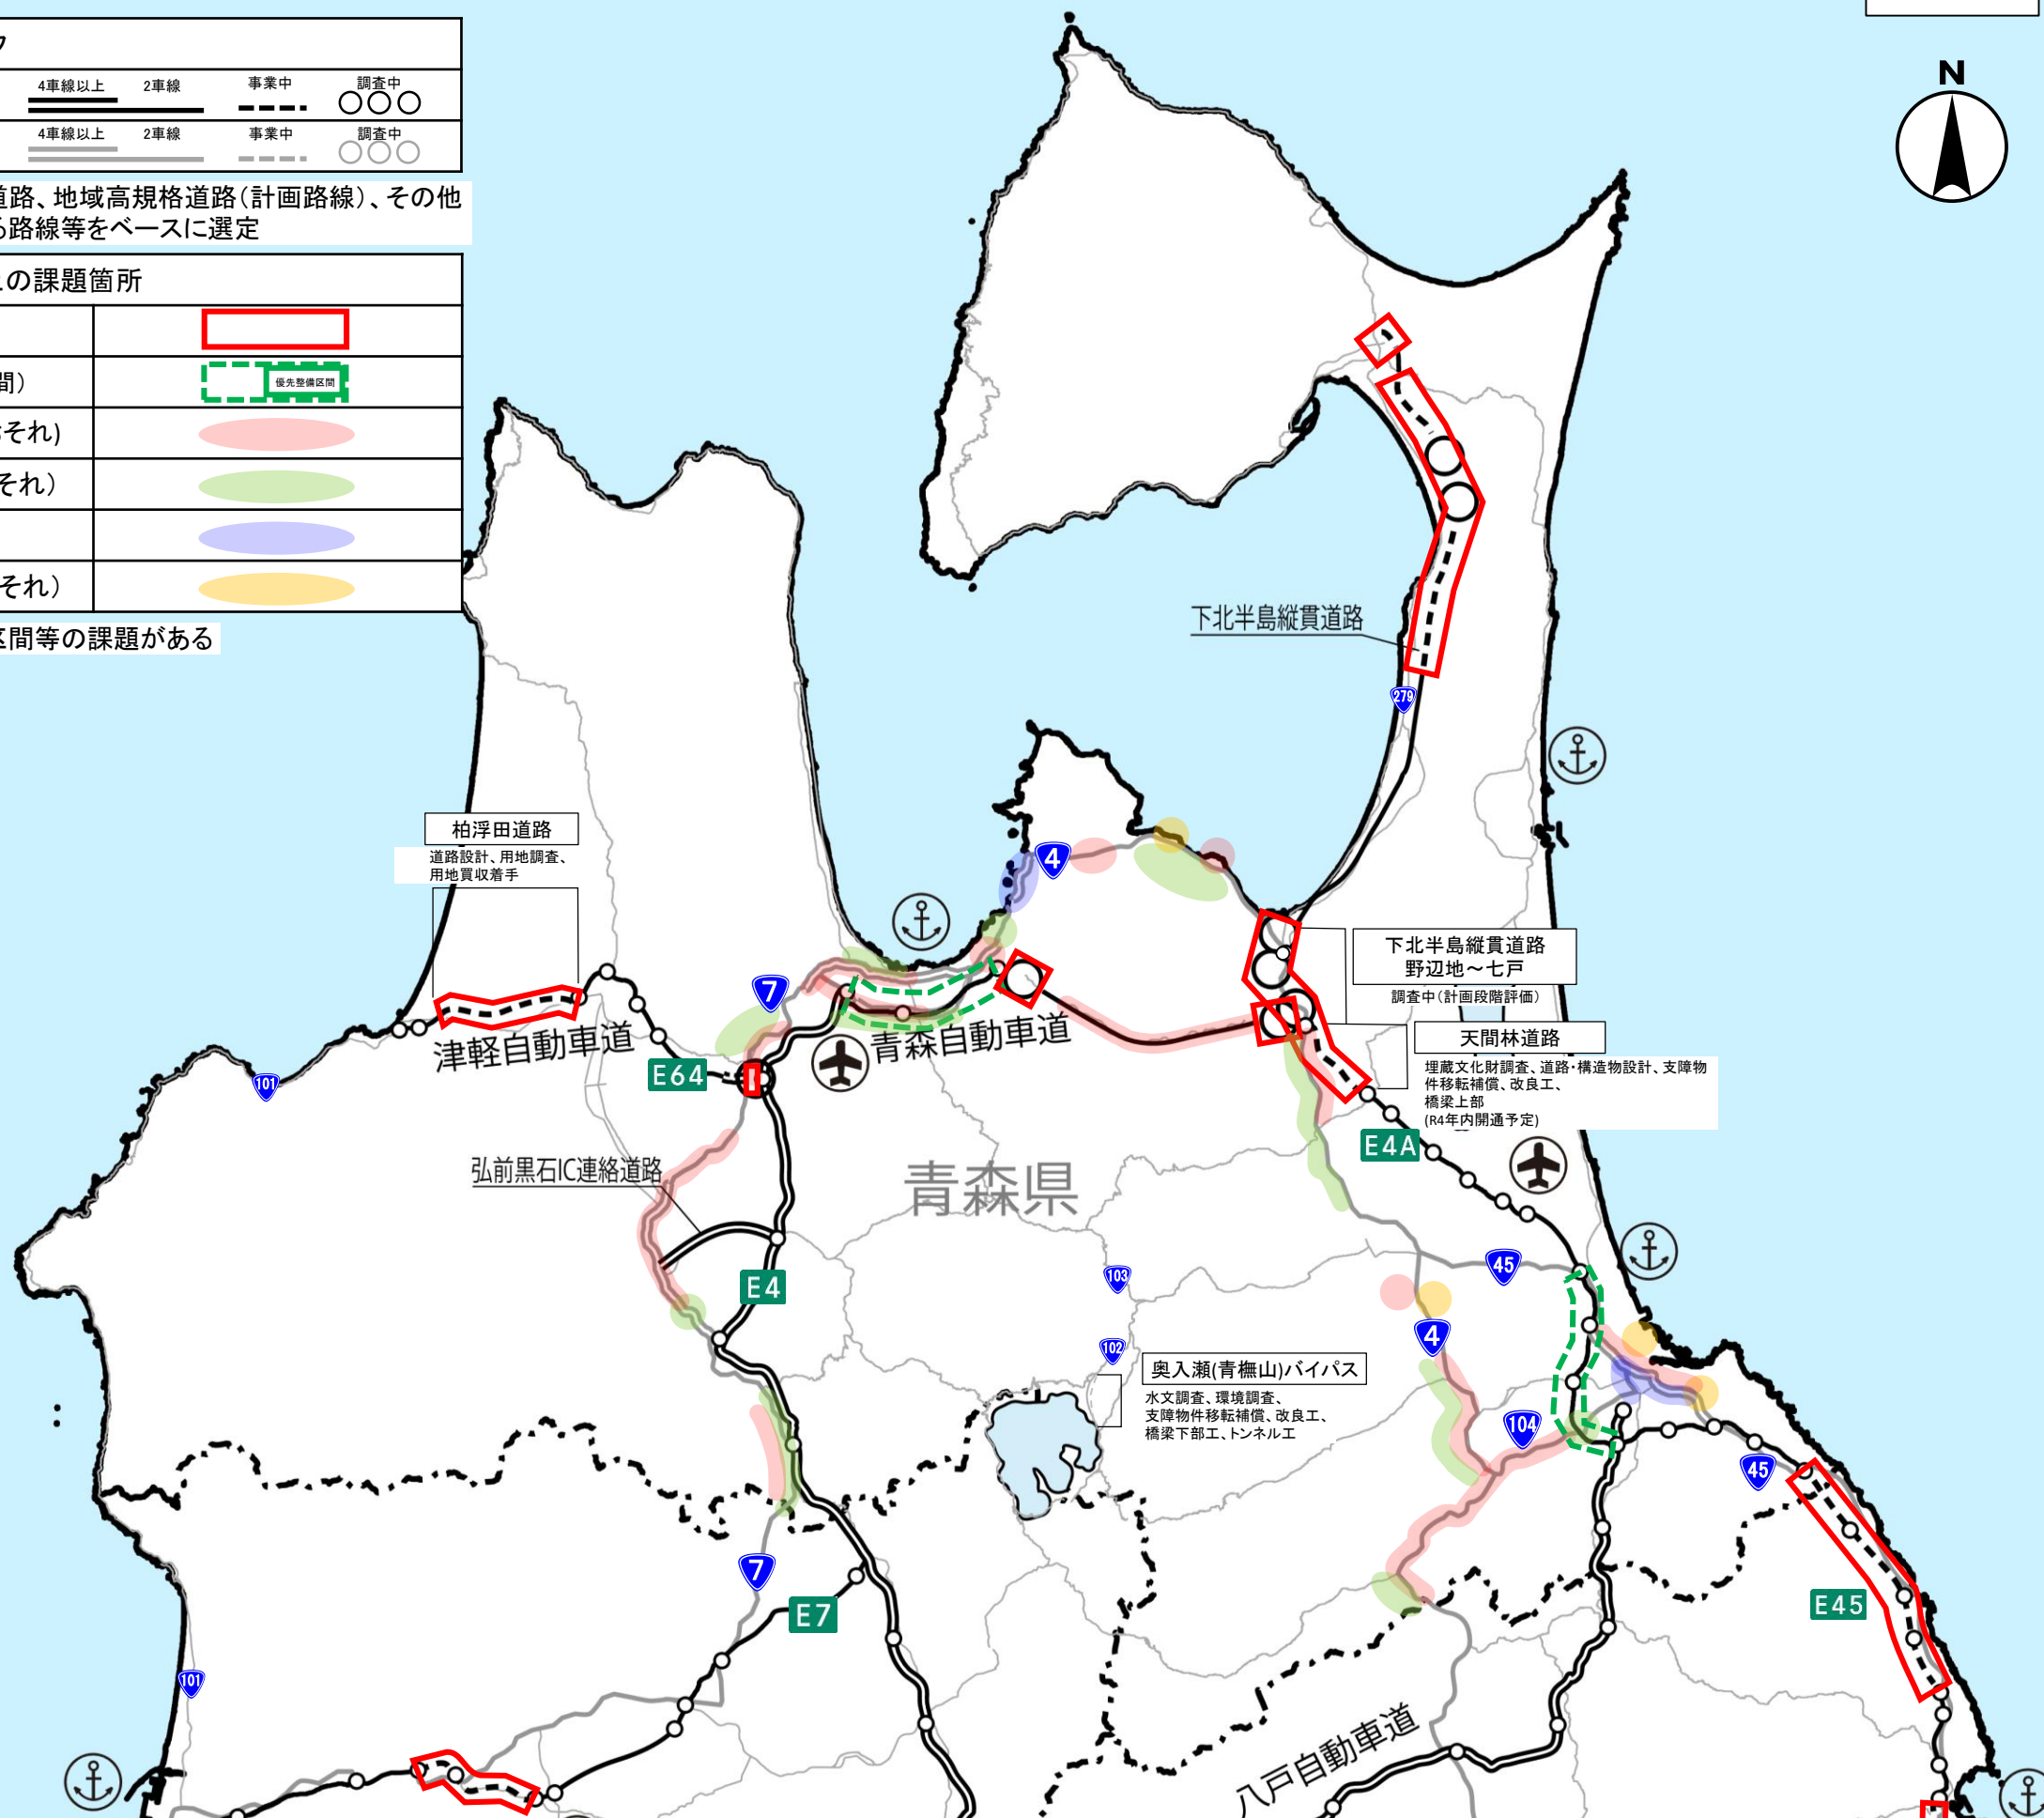 ク
4車線以上 2車線 事業中 調査中
4車線以上 2車線 事業中 調査中
道路、地域高規格道路(計画路線)、その他
る路線等をベースに選定
上の課題箇所
間)
優先整備区間
おそれ)
それ)
それ)
区間等の課題がある
N
下北半島縦貫道路
279
柏浮田道路
道路設計、用地調査、
用地買収着手
4
7
下北半島縦貫道路
野辺地~七戸
調査中(計画段階評価)
津軽自動車道
青森自動車道
天間林道路
埋蔵文化財調査、道路・構造物設計、支障物
件移転補償、改良工、
橋梁上部
(R4年内開通予定)
101
E64
E4A
弘前黒石IC連絡道路
青森県
E4
103
45
4
102
奥入瀬(青橅山)バイパス
水文調査、環境調査、
支障物件移転補償、改良工、
橋梁下部工、トンネル工
104
45
7
E7
E45
101
八戸自動車道